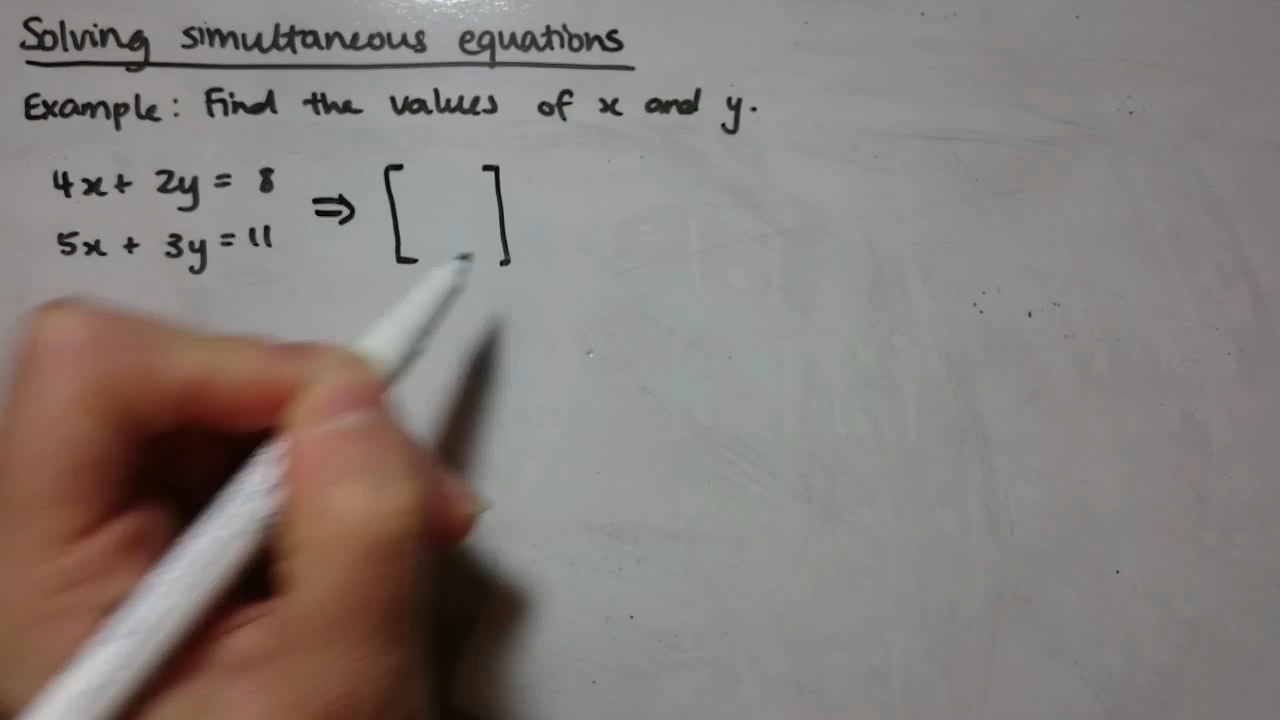 Solving simultaneous equations
Example: Find the values of x and y.
4x + 2y = 8 ⇒ [ ]
5x + 3y = 11